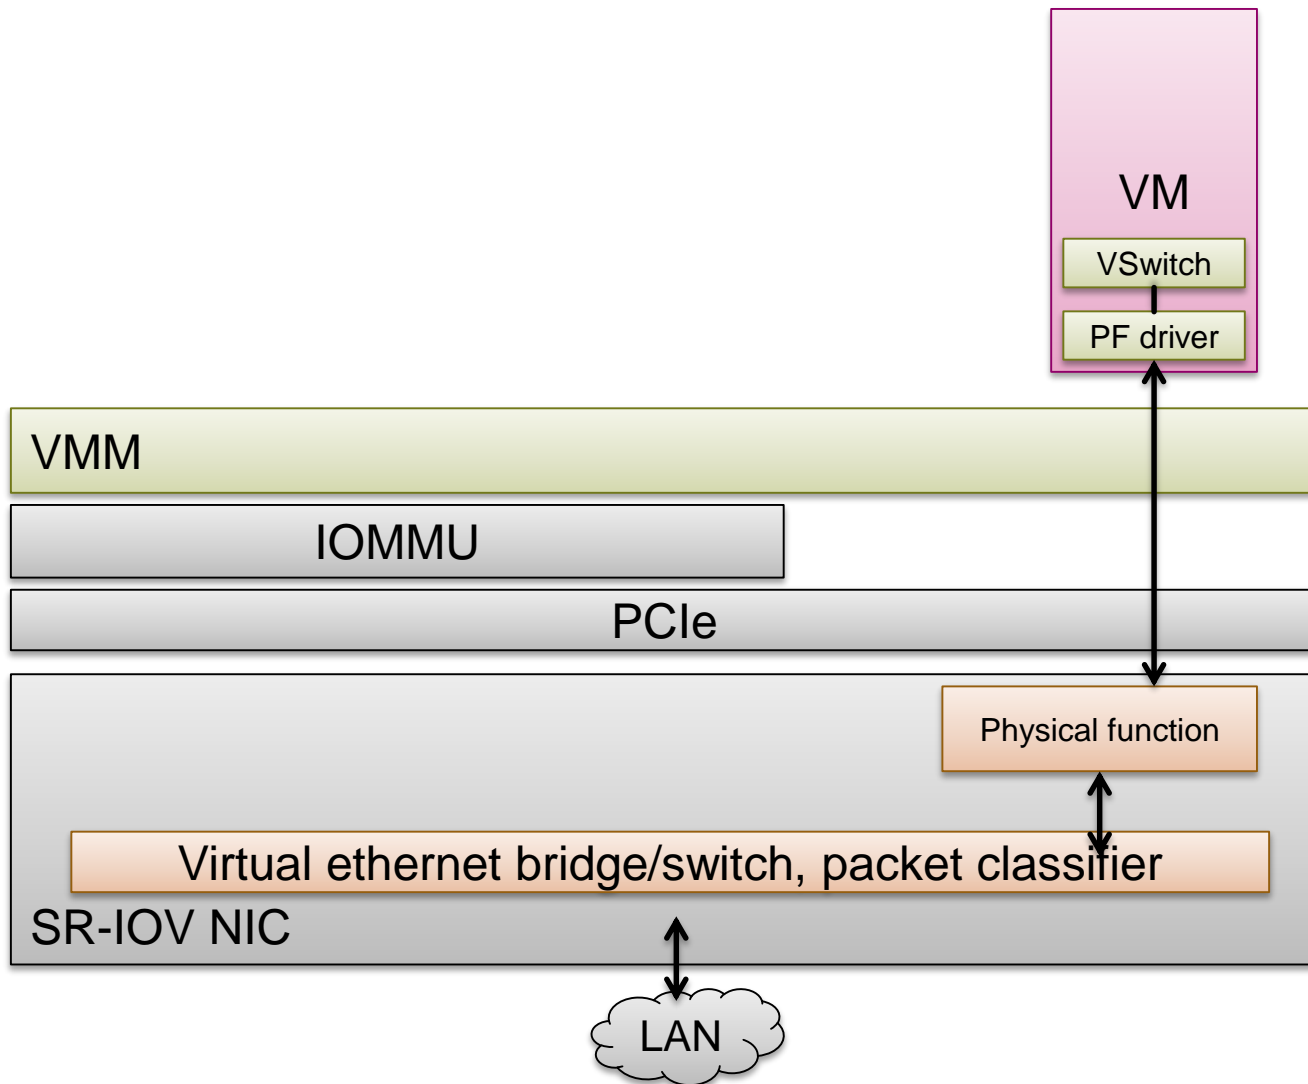 VM
VSwitch
PF driver
VMM
IOMMU
PCIe
Physical function
Virtual ethernet bridge/switch, packet classifier
SR-IOV NIC
LAN